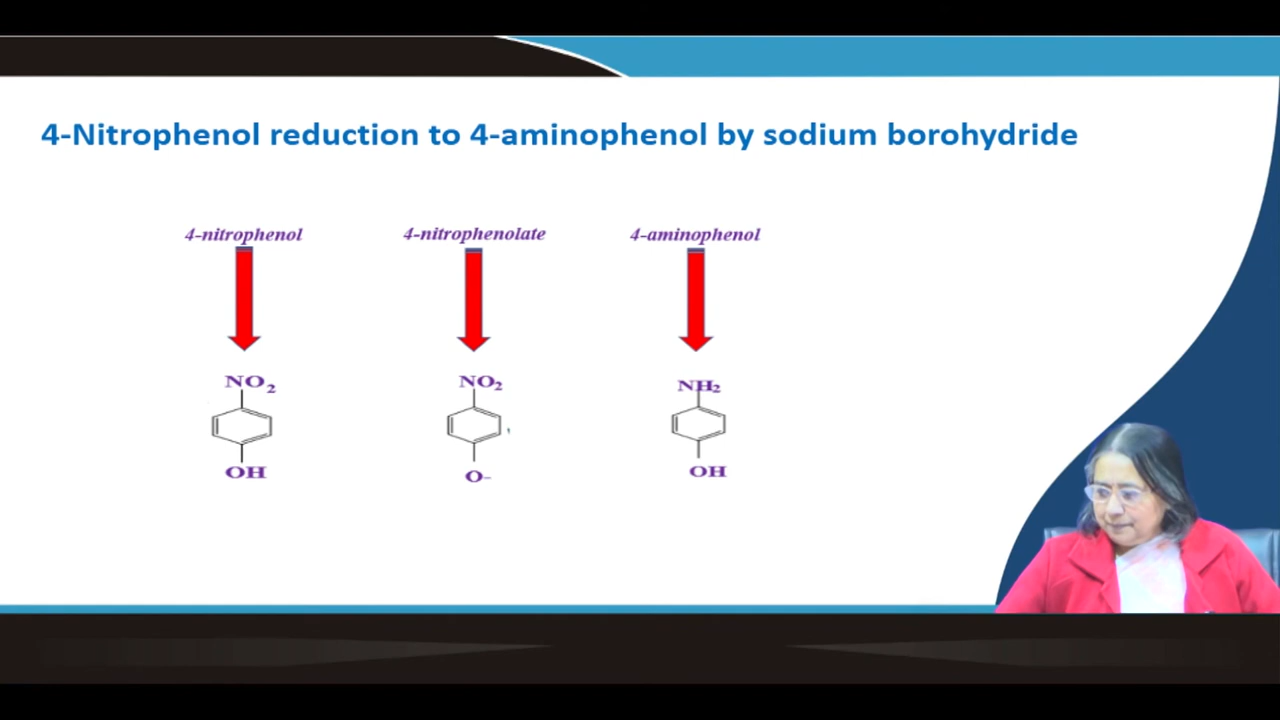 4-Nitrophenol reduction to 4-aminophenol by sodium borohydride
4-nitrophenol 4-nitrophenolate 4-aminophenol
NO₂ NO₂ NH₂
OH O- OH